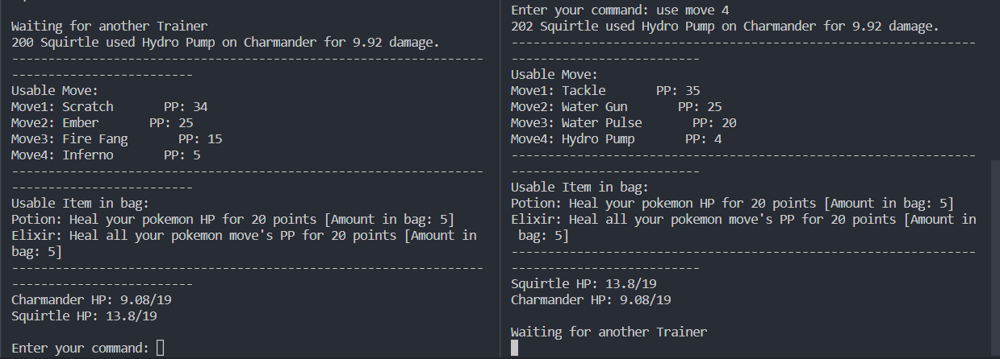 Waiting for another Trainer
200 Squirtle used Hydro Pump on Charmander for 9.92 damage.
-----------------------------------------------------------------
-------------------------
Usable Move:
Move1: Scratch       PP: 34
Move2: Ember       PP: 25
Move3: Fire Fang       PP: 15
Move4: Inferno       PP: 5
-----------------------------------------------------------------
-------------------------
Usable Item in bag:
Potion: Heal your pokemon HP for 20 points [Amount in bag: 5]
Elixir: Heal all your pokemon move's PP for 20 points [Amount in
bag: 5]
-----------------------------------------------------------------
-------------------------
Charmander HP: 9.08/19
Squirtle HP: 13.8/19
Enter your command:
Enter your command: use move 4
202 Squirtle used Hydro Pump on Charmander for 9.92 damage.
----------------------------------------------------------------
--------------------------
Usable Move:
Move1: Tackle       PP: 35
Move2: Water Gun       PP: 25
Move3: Water Pulse       PP: 20
Move4: Hydro Pump       PP: 4
----------------------------------------------------------------
--------------------------
Usable Item in bag:
Potion: Heal your pokemon HP for 20 points [Amount in bag: 5]
Elixir: Heal all your pokemon move's PP for 20 points [Amount in
bag: 5]
----------------------------------------------------------------
--------------------------
Squirtle HP: 13.8/19
Charmander HP: 9.08/19
Waiting for another Trainer